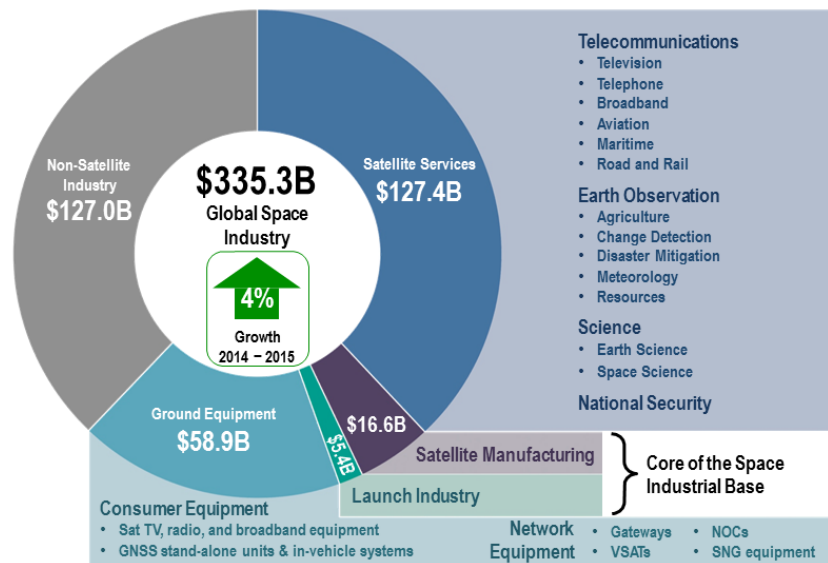 $335.3B
Global Space
Industry
4%
Growth
2014 – 2015
Non-Satellite
Industry
$127.0B
Satellite Services
$127.4B
Ground Equipment
$58.9B
$5.4B
$16.6B
Telecommunications
• Television
• Telephone
• Broadband
• Aviation
• Maritime
• Road and Rail
Earth Observation
• Agriculture
• Change Detection
• Disaster Mitigation
• Meteorology
• Resources
Science
• Earth Science
• Space Science
National Security
Satellite Manufacturing
Launch Industry
Core of the Space
Industrial Base
Consumer Equipment
• Sat TV, radio, and broadband equipment
• GNSS stand-alone units & in-vehicle systems
Network
Equipment
• Gateways
• VSATs
• NOCs
• SNG equipment